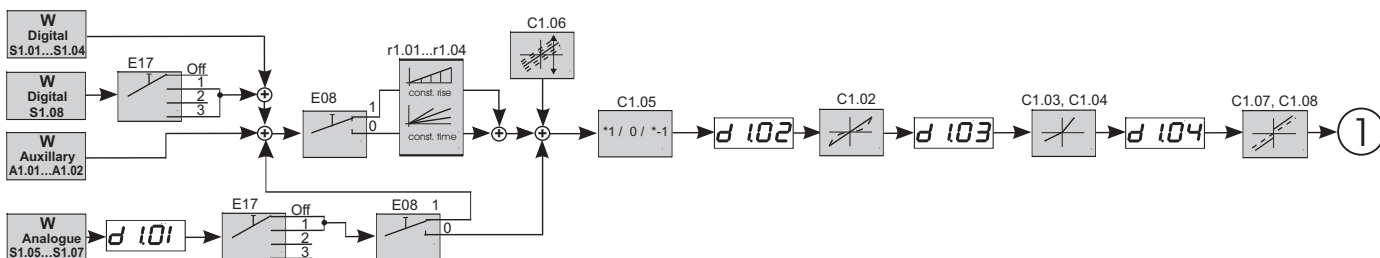 W
Digital
S1.01...S1.04
W
Digital
S1.08
E17
Off
1
2
3
W
Auxillary
A1.01...A1.02
W
Analogue
S1.05...S1.07
d 1.01
E17
Off
1
2
3
E08
1
0
E08
1
0
r1.01...r1.04
const. rise
const. time
C1.06
C1.05
*1 / 0 / *-1
d 1.02
C1.02
d 1.03
C1.03, C1.04
d 1.04
C1.07, C1.08
1